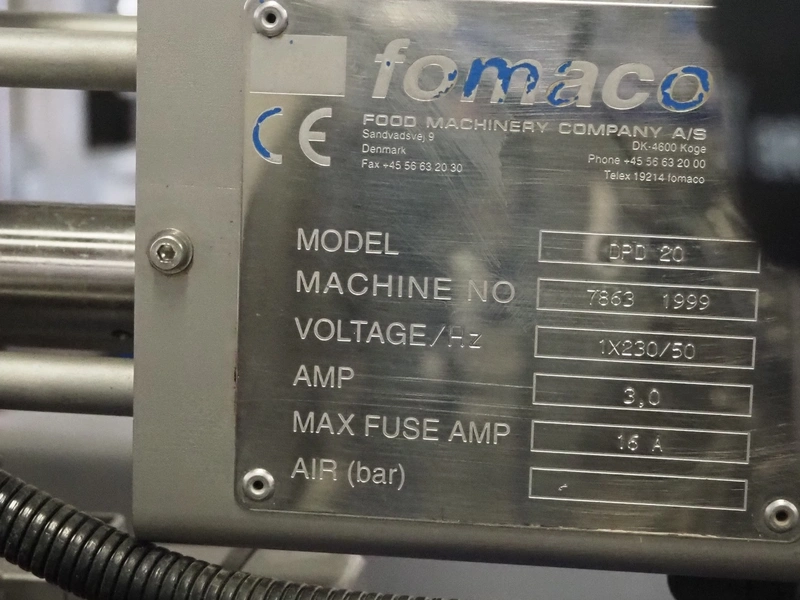 fomaco
CE
FOOD MACHINERY COMPANY A/S
Sandvadsvej 9 DK-4600 Køge
Denmark Phone +45 56 63 20 00
Fax +45 56 63 20 30 Telex 19214 fomaco
MODEL DPD 20
MACHINE NO 7863 1999
VOLTAGE/Hz 1X230/50
AMP 3,0
MAX FUSE AMP 16 A
AIR (bar) -